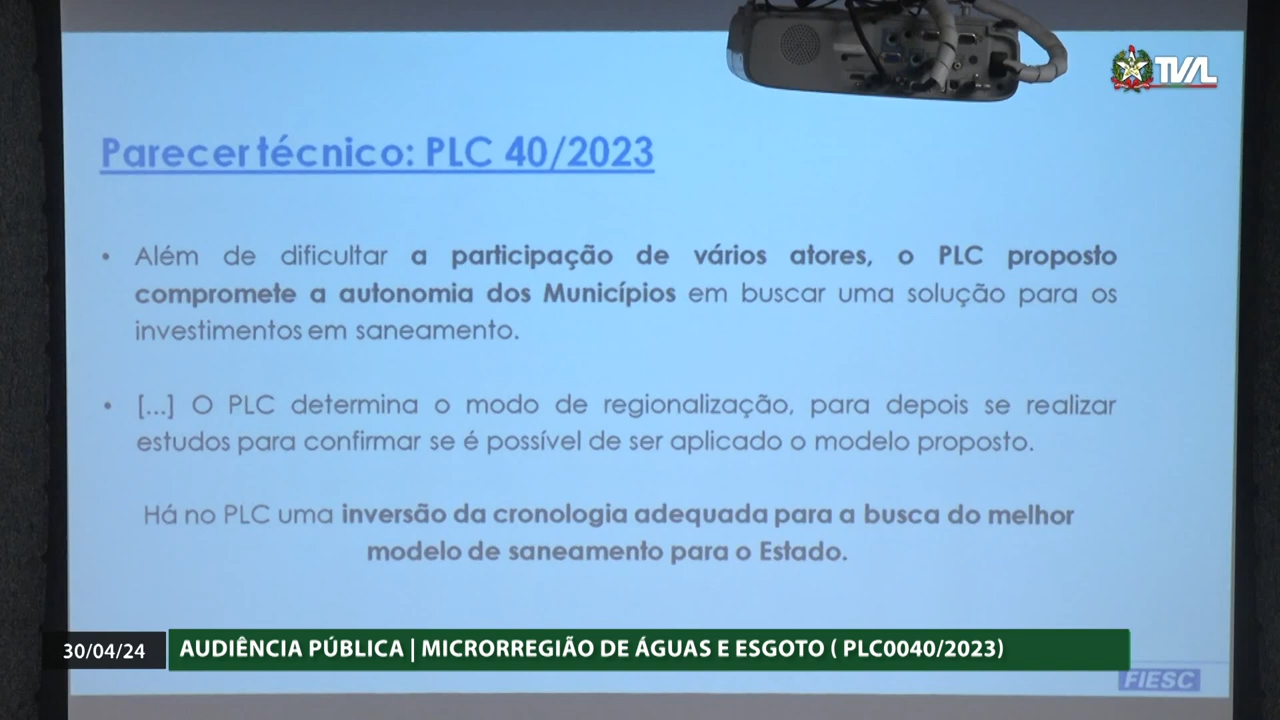 TVAL
Parecer técnico: PLC 40/2023
• Além de dificultar a participação de vários atores, o PLC proposto
compromete a autonomia dos Municípios em buscar uma solução para os
investimentos em saneamento.
• [...] O PLC determina o modo de regionalização, para depois se realizar
estudos para confirmar se é possível de ser aplicado o modelo proposto.
Há no PLC uma inversão da cronologia adequada para a busca do melhor
modelo de saneamento para o Estado.
30/04/24
AUDIÊNCIA PÚBLICA | MICRORREGIÃO DE ÁGUAS E ESGOTO ( PLC0040/2023)
FIESC